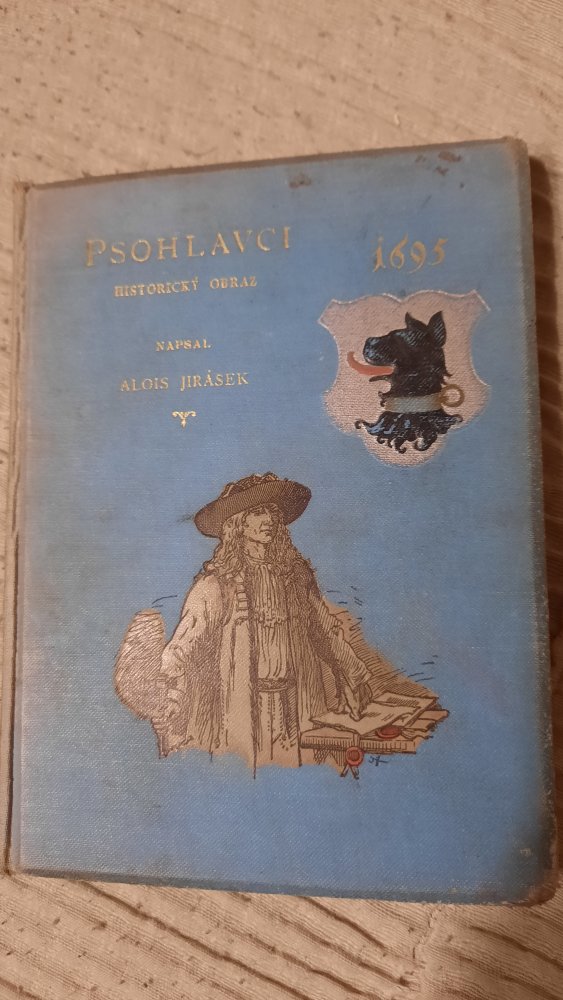 PSOHLAVCI
HISTORICKÝ OBRAZ
NAPSAL
ALOIS JIRÁSEK
1695